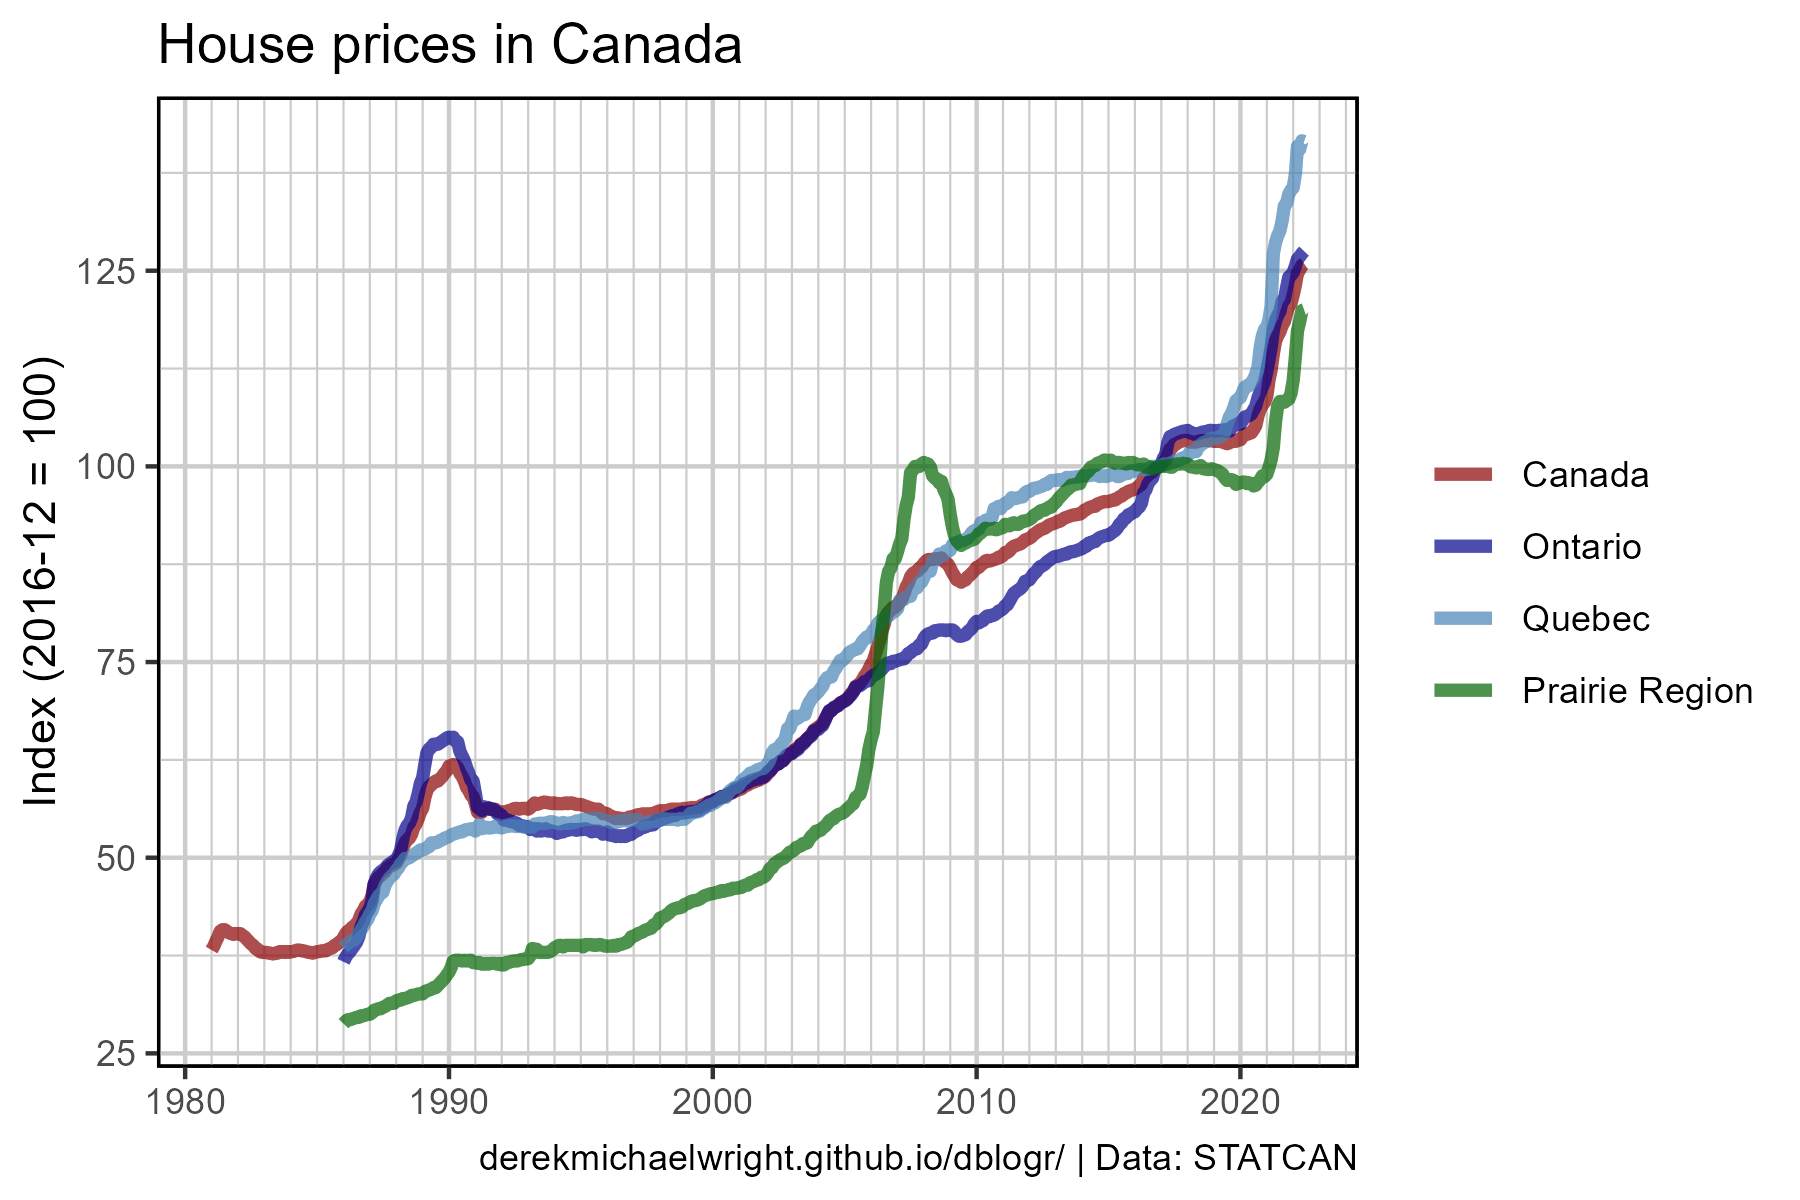 House prices in Canada
Index (2016-12 = 100)
125
100
75
50
25
1980 1990 2000 2010 2020
Canada
Ontario
Quebec
Prairie Region
derekmichaelwright.github.io/dblogr/ | Data: STATCAN